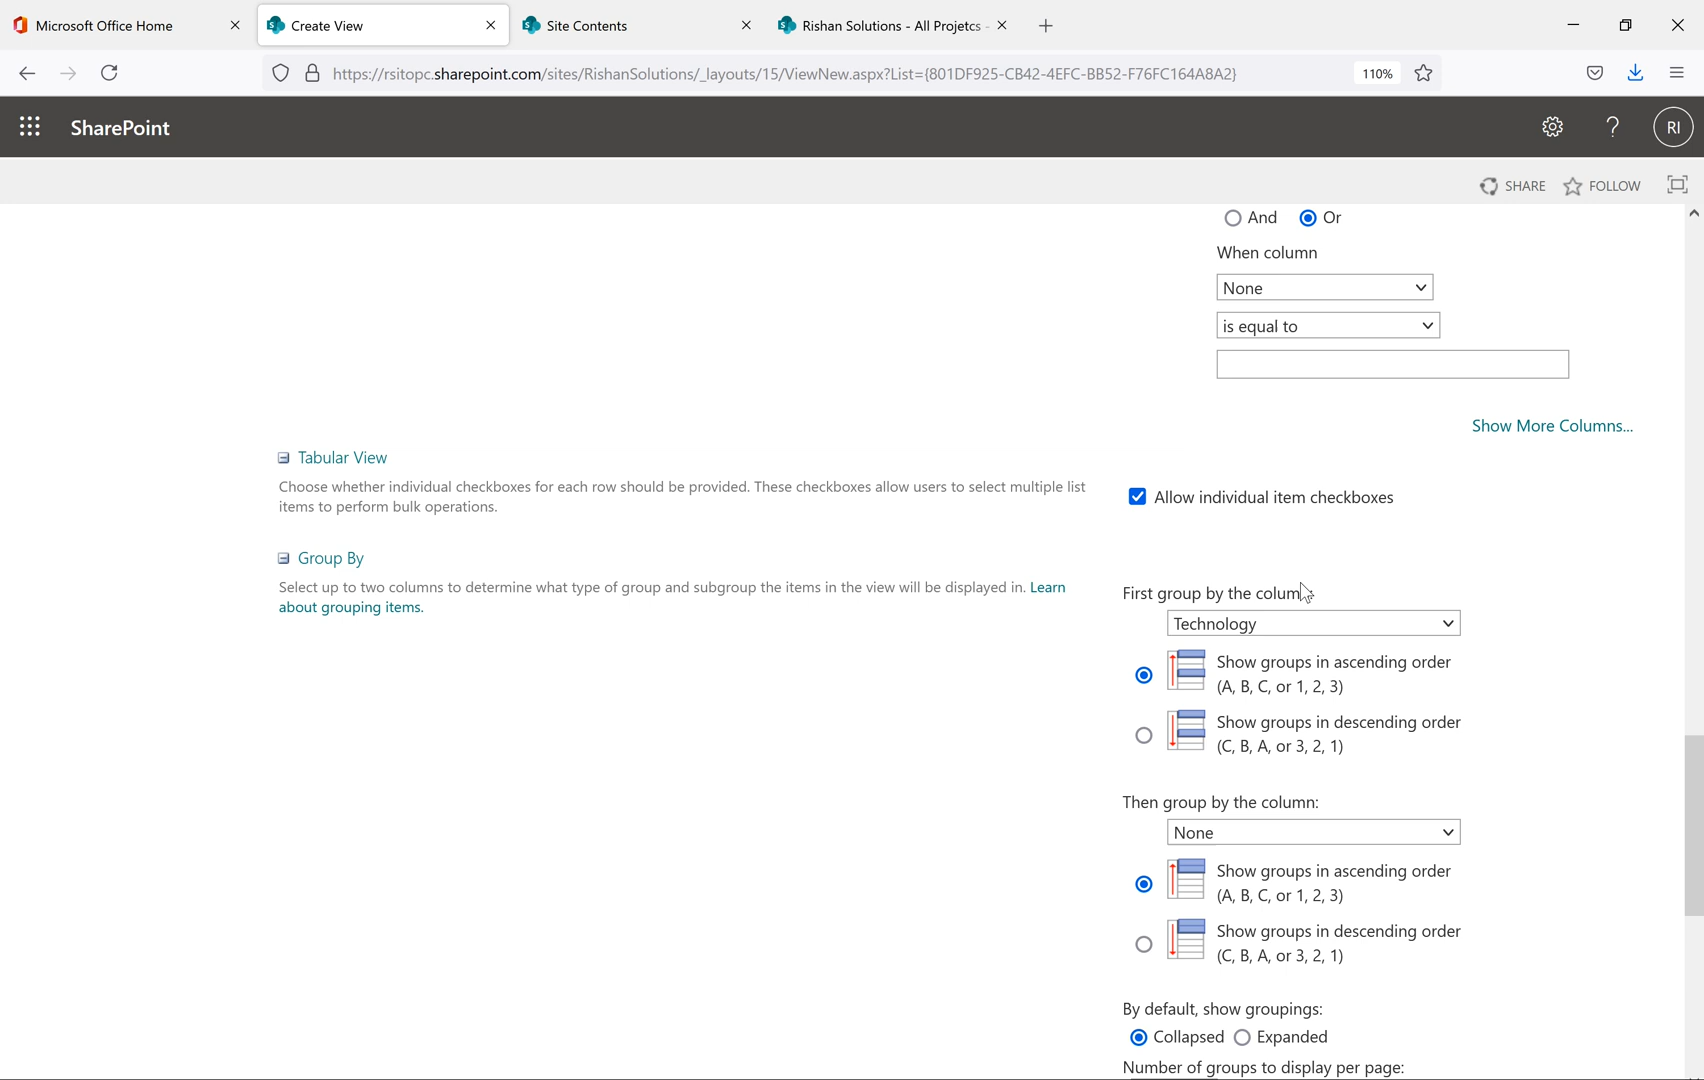 Microsoft Office Home
Create View
Site Contents
Rishan Solutions - All Projetcs -
https://rsitopc.sharepoint.com/sites/RishanSolutions/_layouts/15/ViewNew.aspx?List={801DF925-CB42-4EFC-BB52-F76FC164A8A2}
110%
SharePoint
?
RI
SHARE
FOLLOW
And
Or
When column
None
is equal to
Show More Columns...
Tabular View
Choose whether individual checkboxes for each row should be provided. These checkboxes allow users to select multiple list
items to perform bulk operations.
Allow individual item checkboxes
Group By
Select up to two columns to determine what type of group and subgroup the items in the view will be displayed in. Learn
about grouping items.
First group by the column:
Technology
Show groups in ascending order
(A, B, C, or 1, 2, 3)
Show groups in descending order
(C, B, A, or 3, 2, 1)
Then group by the column:
None
Show groups in ascending order
(A, B, C, or 1, 2, 3)
Show groups in descending order
(C, B, A, or 3, 2, 1)
By default, show groupings:
Collapsed
Expanded
Number of groups to display per page: